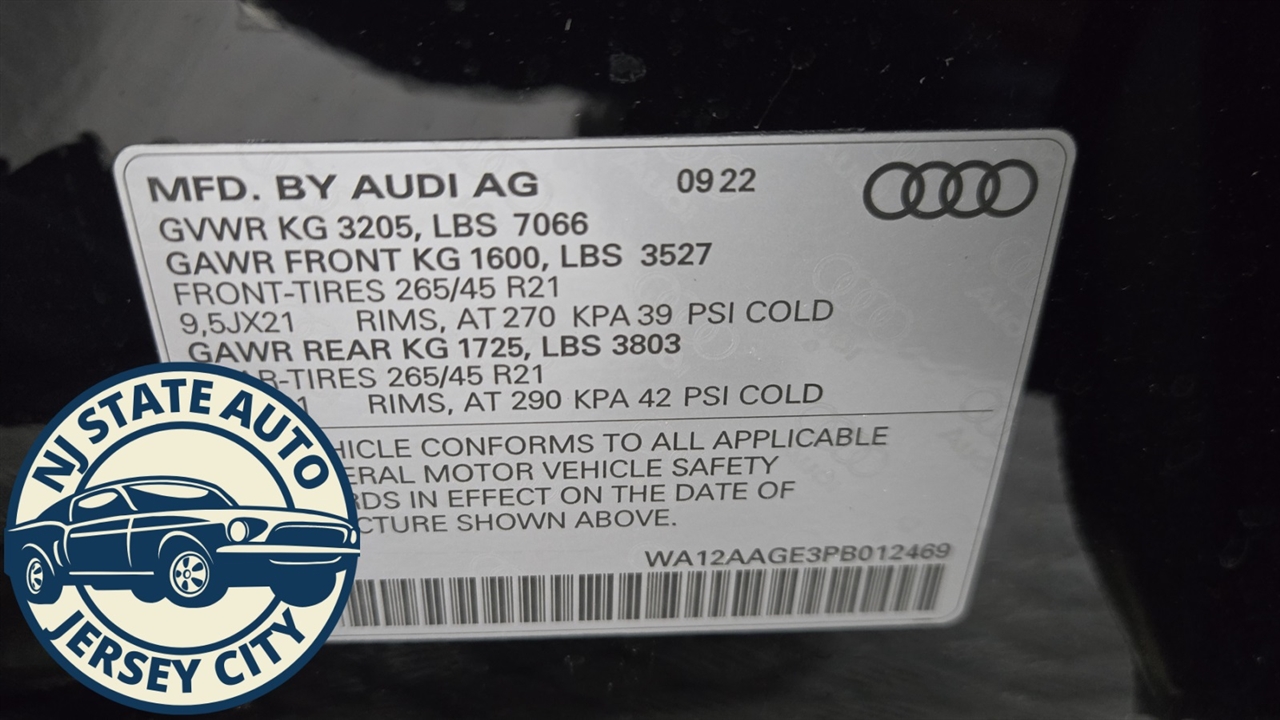 MFD. BY AUDI AG 09 22
GVWR KG 3205, LBS 7066
GAWR FRONT KG 1600, LBS 3527
FRONT-TIRES 265/45 R21
9,5JX21 RIMS, AT 270 KPA 39 PSI COLD
GAWR REAR KG 1725, LBS 3803
AR-TIRES 265/45 R21
1 RIMS, AT 290 KPA 42 PSI COLD
HICLE CONFORMS TO ALL APPLICABLE
ERAL MOTOR VEHICLE SAFETY
RDS IN EFFECT ON THE DATE OF
CTURE SHOWN ABOVE.
WA12AAGE3PB012469
NJ STATE AUTO
JERSEY CITY